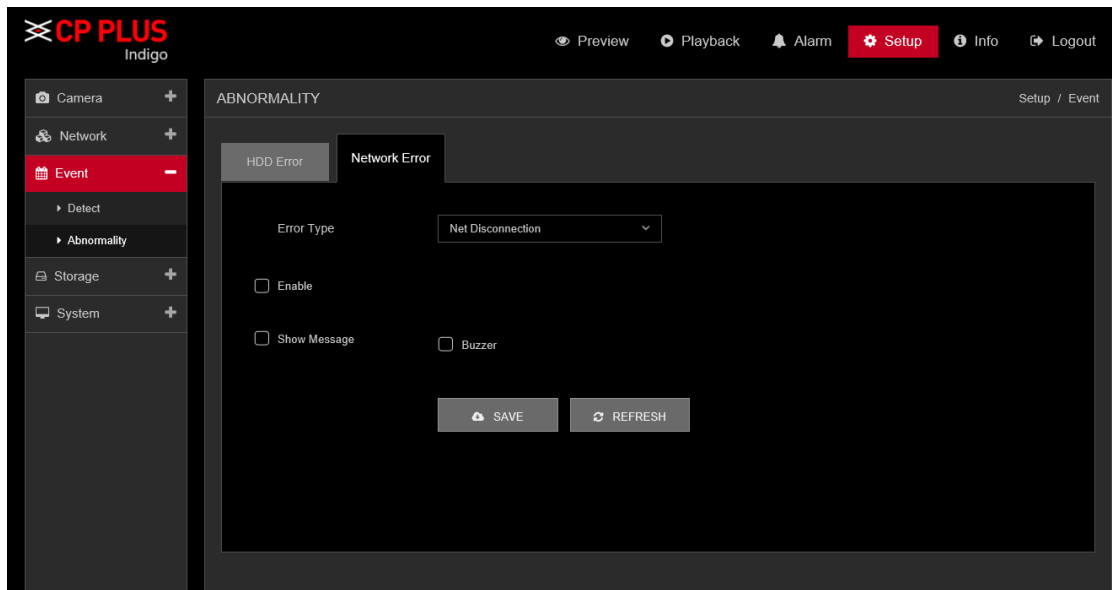 CP PLUS
Indigo
Preview Playback Alarm Setup Info Logout
Camera
Network
Event
Detect
Abnormality
Storage
System
ABNORMALITY Setup / Event
HDD Error Network Error
Error Type Net Disconnection
Enable
Show Message Buzzer
SAVE REFRESH